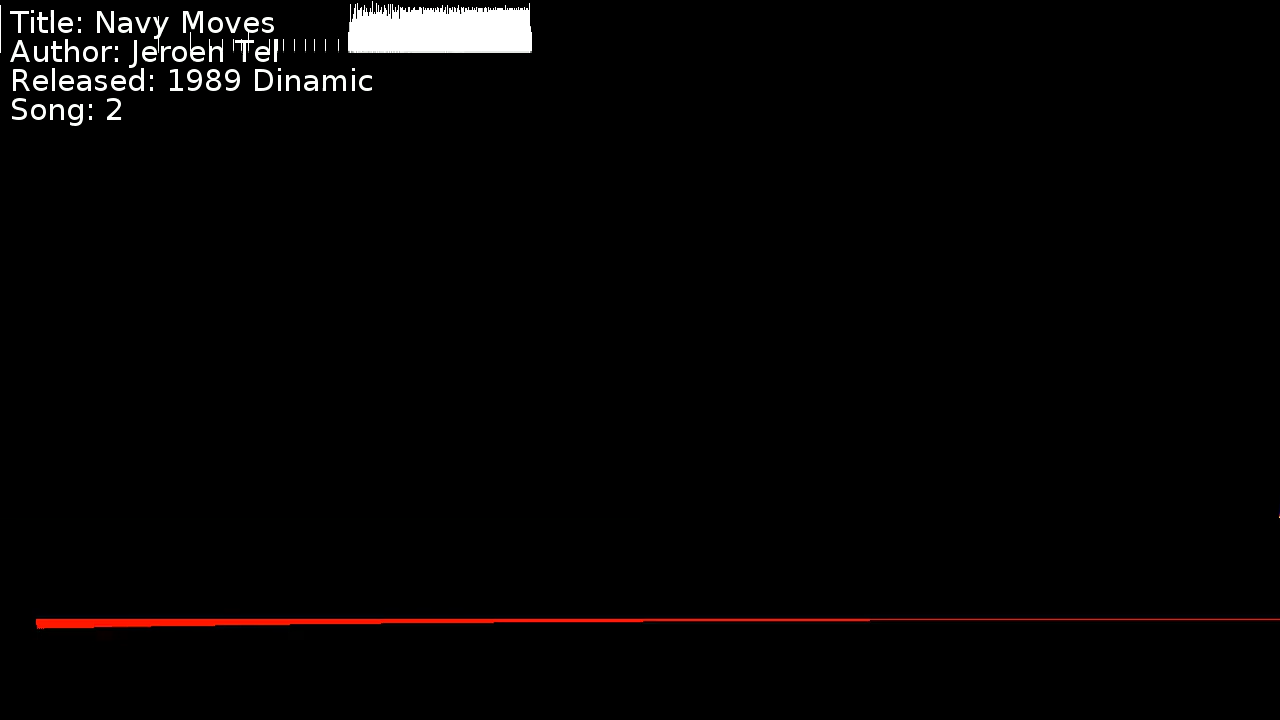 Title: Navy Moves
Author: Jeroen Tel
Released: 1989 Dinamic
Song: 2